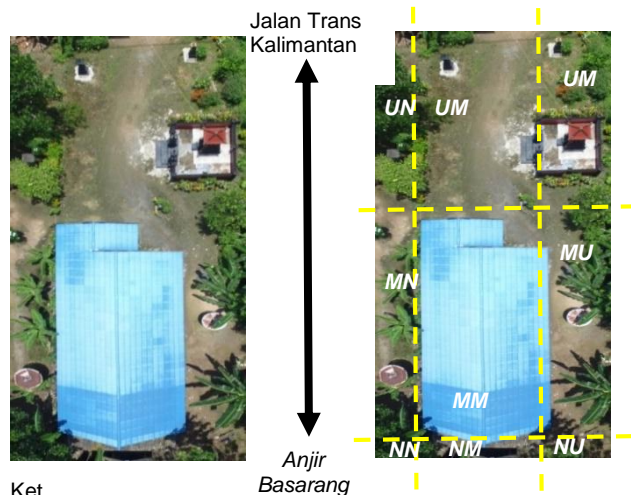 Jalan Trans
Kalimantan
UM
UN UM
MU
MN
MM
NN NM NU
Anjir
Basarang
Ket